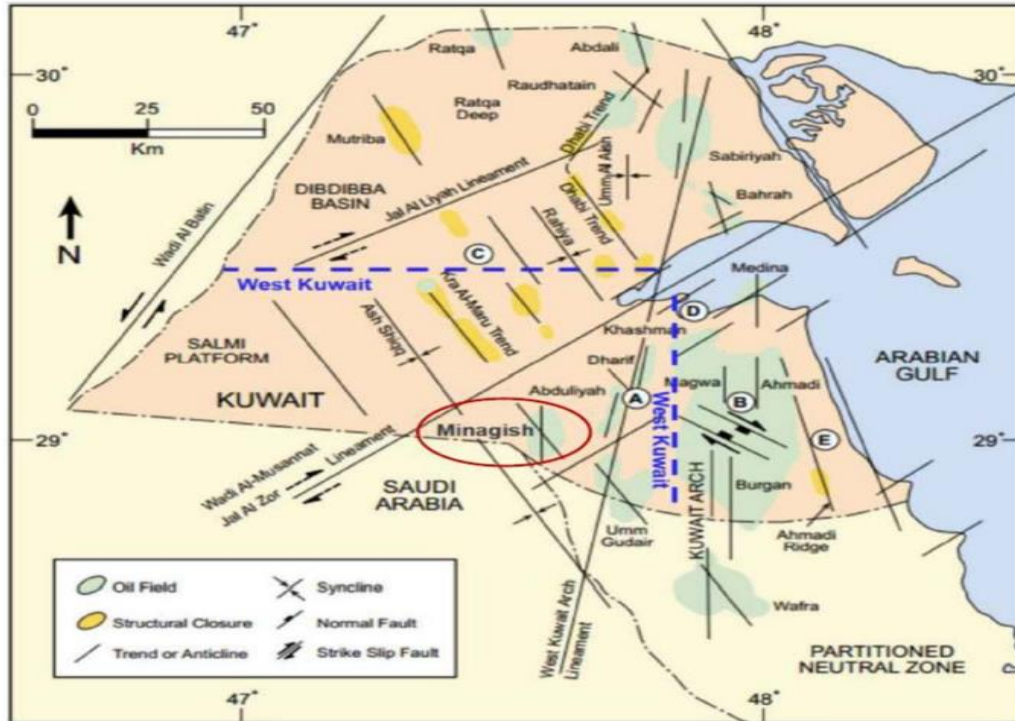 47°
48°
30°
30°
Ratqa
Abdali
Raudhatain
Ratqa
Deep
0
25
50
Km
Mutriba
Dhabi Trend
Umm Al Aish
Sabiriyah
DIBDIBBA
BASIN
Jal Al Liyah Lineament
Bahrah
Wadi Al Batin
N
Rahiya
Dhabi Trend
C
West Kuwait
Medina
Kra Al-Maru Trend
D
Ash Shiqq
Khashman
SALMI
PLATFORM
Dharif
ARABIAN
GULF
KUWAIT
Abduliyah
Magwa
Ahmadi
A
B
West Kuwait
29°
Minagish
E
29°
Wadi Al-Musannat
Jal Al Zor
Lineament
SAUDI
ARABIA
Burgan
KUWAIT ARCH
Umm
Gudair
Ahmadi
Ridge
Oil Field
Syncline
Structural Closure
Normal Fault
Trend or Anticline
Strike Slip Fault
Wafra
West Kuwait Arch
Lineament
PARTITIONED
NEUTRAL ZONE
47°
48°